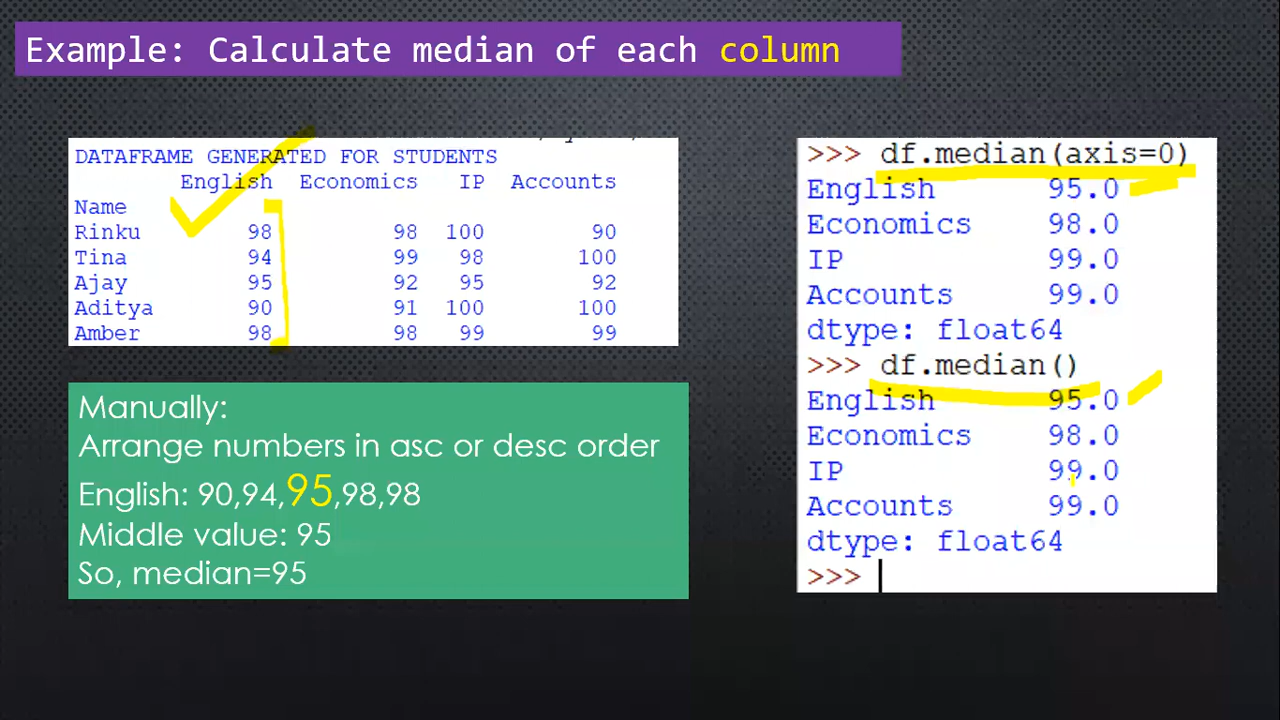 Example: Calculate median of each column
DATAFRAME GENERATED FOR STUDENTS
English Economics IP Accounts
Name
Rinku 98 98 100 90
Tina 94 99 98 100
Ajay 95 92 95 92
Aditya 90 91 100 100
Amber 98 98 99 99
Manually:
Arrange numbers in asc or desc order
English: 90,94,95,98,98
Middle value: 95
So, median=95
>>> df.median(axis=0)
English 95.0
Economics 98.0
IP 99.0
Accounts 99.0
dtype: float64
>>> df.median()
English 95.0
Economics 98.0
IP 99.0
Accounts 99.0
dtype: float64
>>>